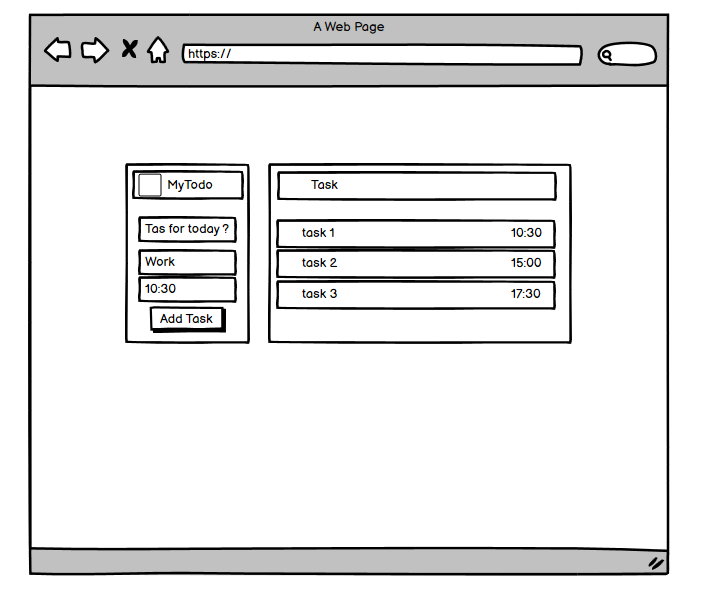 A Web Page
https://
MyTodo
Tas for today ?
Work
10:30
Add Task
Task
task 1 10:30
task 2 15:00
task 3 17:30